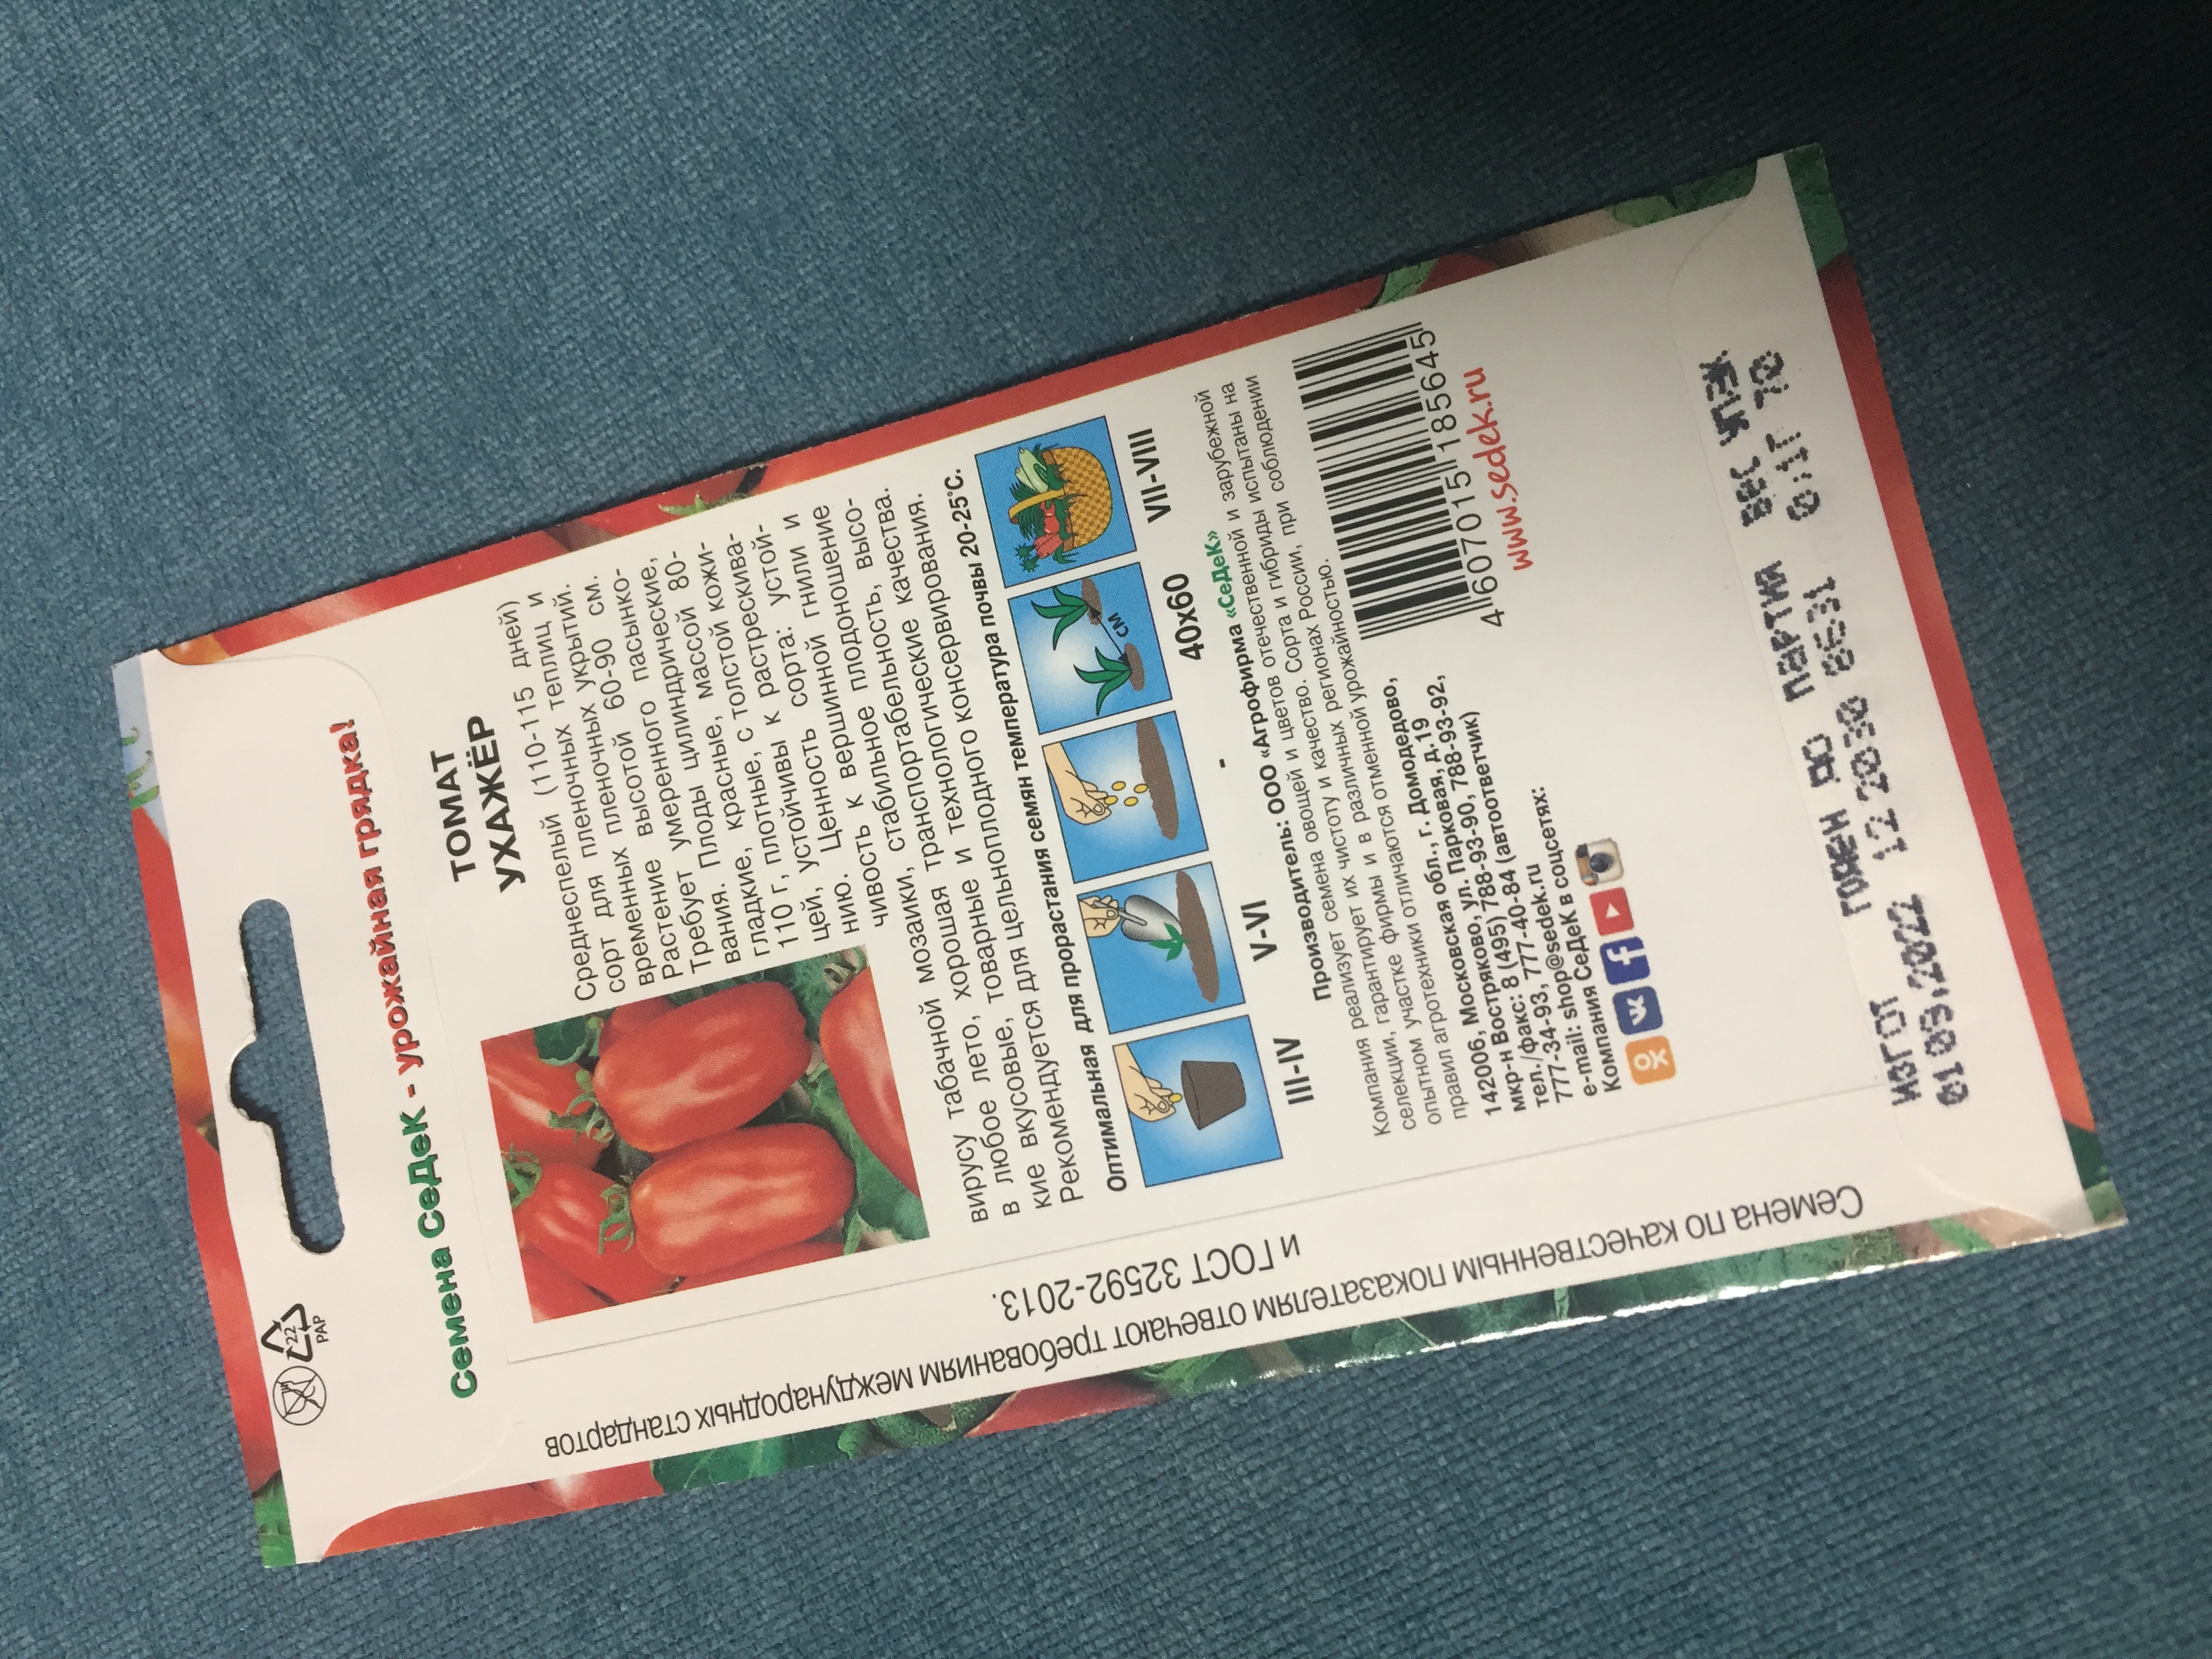 22
PAP
Семена СеДеК - урожайная грядка!
ТОМАТ
УХАЖЁР
Среднеспелый (110-115 дней)
сорт для пленочных теплиц и
временных пленочных укрытий.
Растение высотой 60-90 см.
Требует умеренного пасынко-
вания. Плоды цилиндрические,
гладкие, красные, массой 80-
110 г, плотные, с толстой кожи-
цей, устойчивы к растрескива-
нию. Ценность сорта: устой-
чивость к вершинной гнили и
вирусу табачной мозаики, стабильное плодоношение
в любое лето, хорошая транспортабельность, высо-
кие вкусовые, товарные и технологические качества.
Рекомендуется для цельноплодного консервирования.
Оптимальная для прорастания семян температура почвы 20-25°С.
см
III-IV V-VI - 40х60 VII-VIII
Производитель: ООО «Агрофирма «СеДеК»
Компания реализует семена овощей и цветов отечественной и зарубежной
селекции, гарантирует их чистоту и качество. Сорта и гибриды испытаны на
опытном участке фирмы и в различных регионах России, при соблюдении
правил агротехники отличаются отменной урожайностью.
142006, Московская обл., г. Домодедово,
мкр-н Востряково, ул. Парковая, д.19
тел./факс: 8 (495) 788-93-90, 788-93-92,
777-34-93, 777-40-84 (автоответчик)
e-mail: shop@sedek.ru
Компания СеДеК в соцсетях:
4 607015 185645
www.sedek.ru
ИЗГОТ ГОДЕН ДО ПАРТИЯ ВЕС УПЭК.
01 09.2022 12 2030 8631 0.1Г 70
Семена по качественным показателям отвечают требованиям международных стандартов
и ГОСТ 32592-2013.